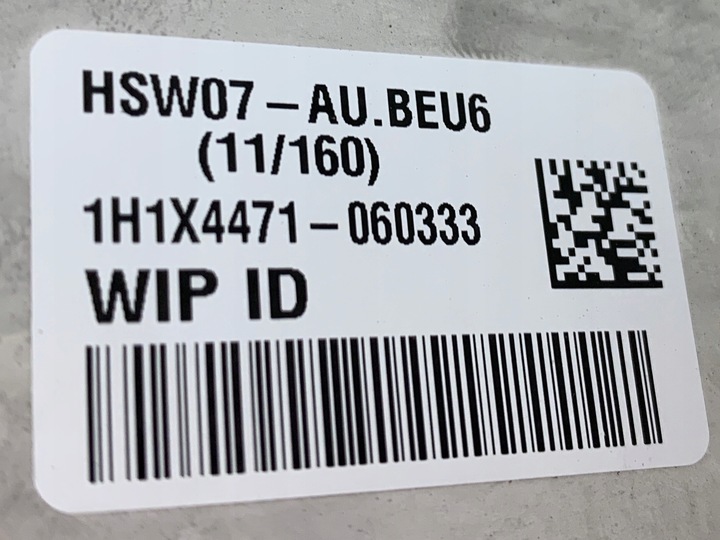 HSW07-AU.BEU6
(11/160)
1H1X4471-060333
WIP ID